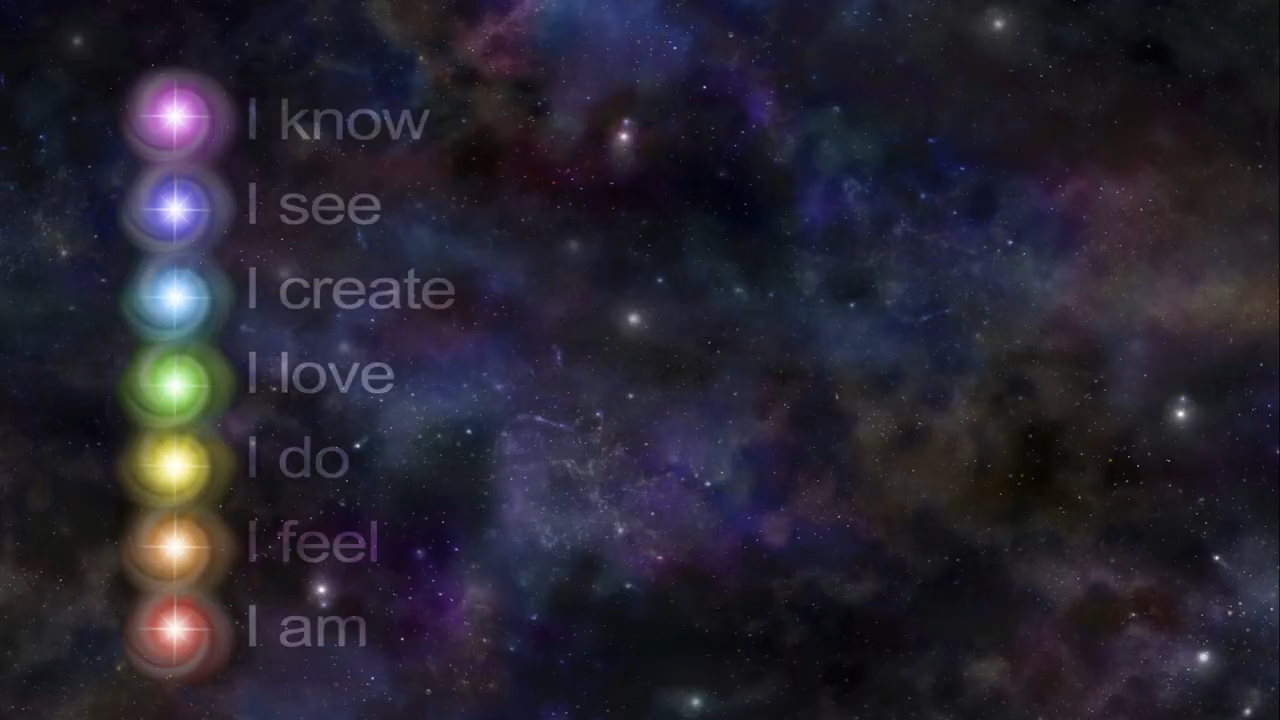 I know
I see
I create
I love
I do
I feel
I am